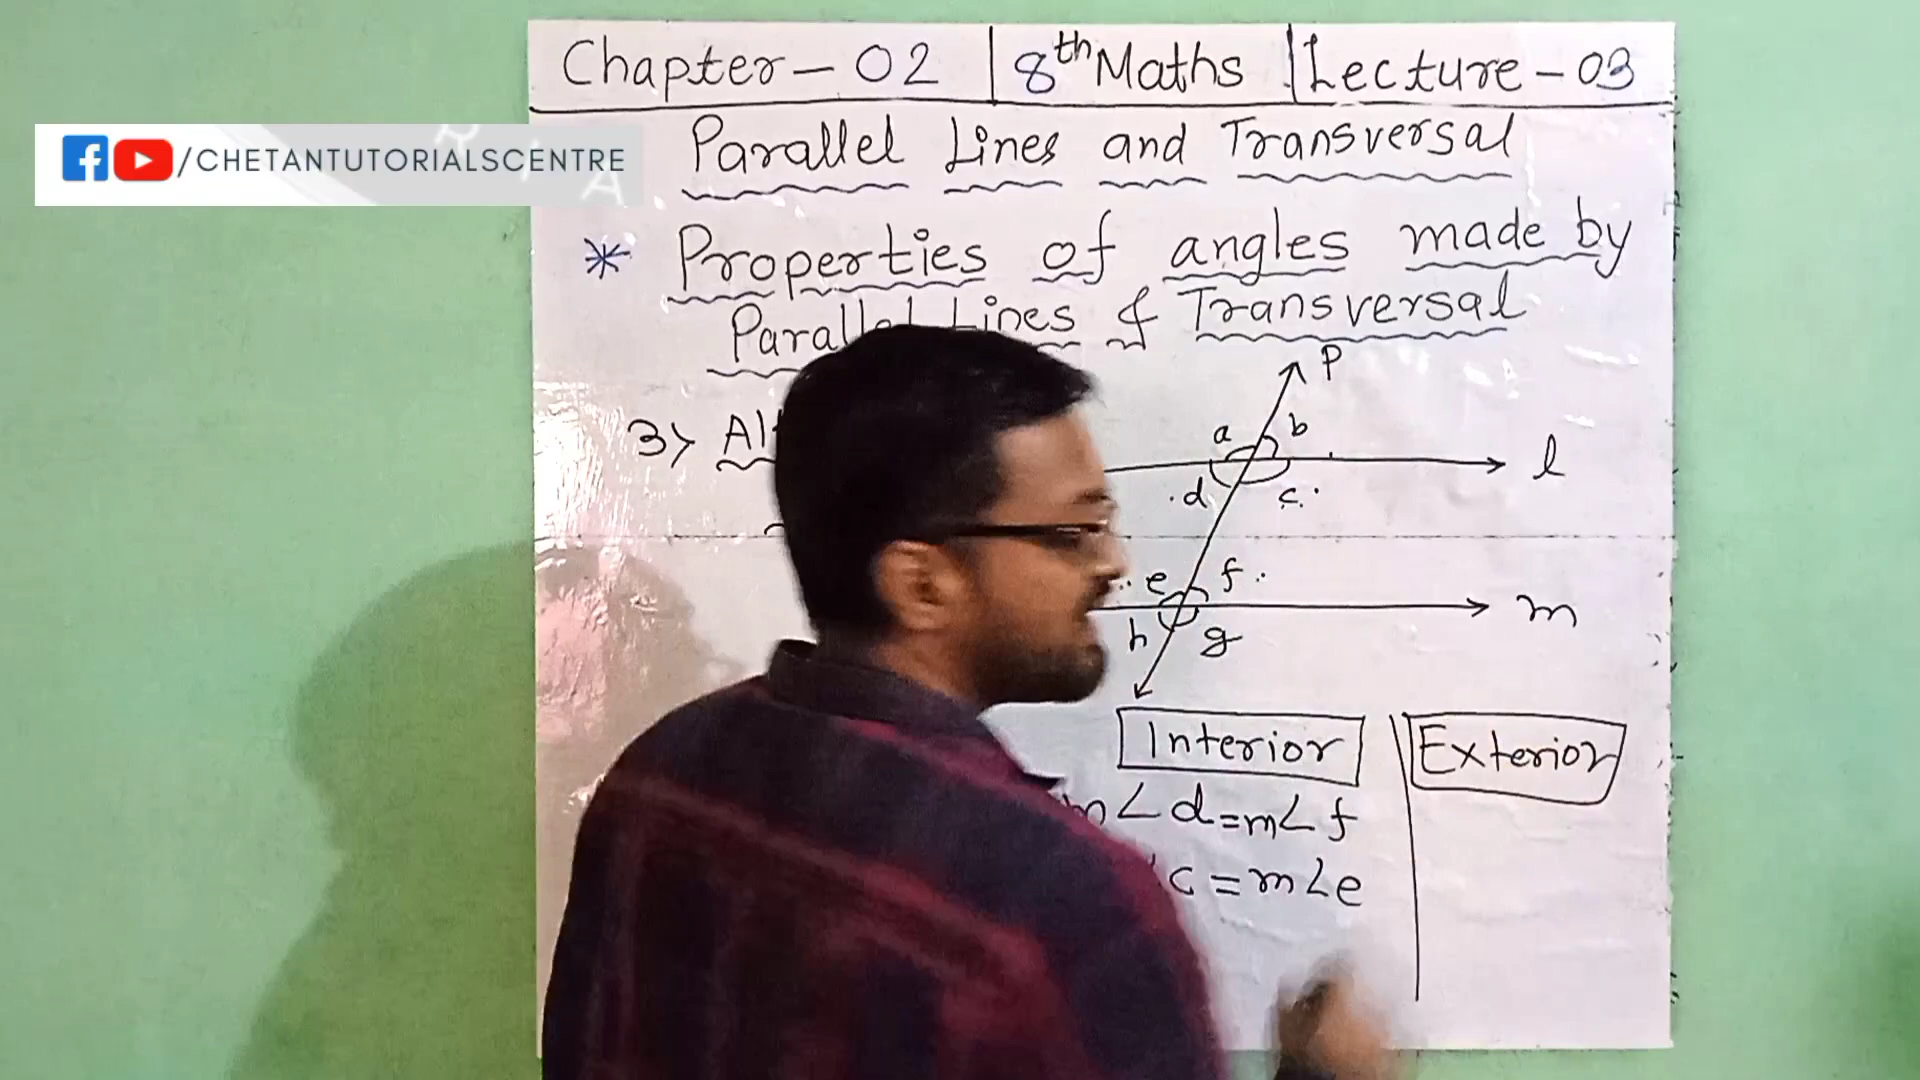 Chapter - 02 | 8th Maths | Lecture - 03
/CHETANTUTORIALSCENTRE
Parallel Lines and Transversal
* Properties of angles made by
Lines & Transversal
P
3>
a b
l
d c
e f
m
h g
Interior Exterior
m∠d=m∠f
c=m∠e